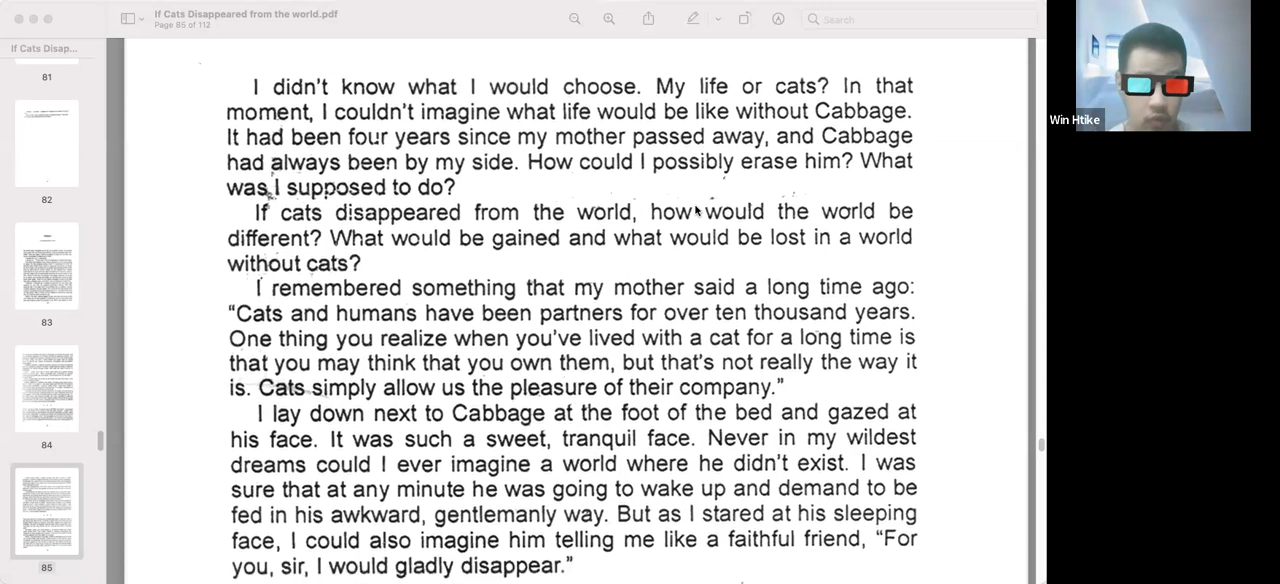 If Cats Disappeared from the world.pdf
Page 85 of 112
Search
If Cats Disap...
81
82
83
84
85
I didn't know what I would choose. My life or cats? In that
moment, I couldn't imagine what life would be like without Cabbage.
It had been four years since my mother passed away, and Cabbage
had always been by my side. How could I possibly erase him? What
was I supposed to do?
If cats disappeared from the world, how would the world be
different? What would be gained and what would be lost in a world
without cats?
I remembered something that my mother said a long time ago:
“Cats and humans have been partners for over ten thousand years.
One thing you realize when you've lived with a cat for a long time is
that you may think that you own them, but that's not really the way it
is. Cats simply allow us the pleasure of their company.”
I lay down next to Cabbage at the foot of the bed and gazed at
his face. It was such a sweet, tranquil face. Never in my wildest
dreams could I ever imagine a world where he didn't exist. I was
sure that at any minute he was going to wake up and demand to be
fed in his awkward, gentlemanly way. But as I stared at his sleeping
face, I could also imagine him telling me like a faithful friend, “For
you, sir, I would gladly disappear.”
Win Htike